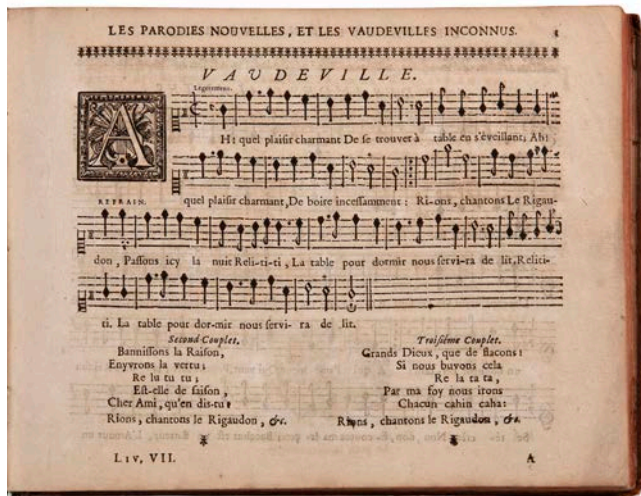 LES PARODIES NOUVELLES, ET LES VAUDEVILLES INCONNUS.
VAUDEVILLE.
Legerement.
AH! quel plaisir charmant De se trouver à table en s'éveillant, Ah!
quel plaisir charmant, De boire incessamment: Ri-ons, chantons Le Rigau-
REFRAIN.
don, Passons icy la nuit Reli-ti-ti, La table pour dormir nous servi-ra de lit, Reliti-
ti. La table pour dor-mir nous servi-ra de lit.
Second Couplet.
Bannissons la Raison,
Enyvrons la vertu;
Re lu tu tu;
Est-elle de saison,
Cher Ami, qu'en dis-tu?
Rions, chantons le Rigaudon, &c.
Troisiéme Couplet.
Grands Dieux, que de flacons!
Si nous buvons cela
Re la ta ta,
Par ma foy nous irons
Chacun cahin caha:
Rions, chantons le Rigaudon, &c.
LIV. VII.
A